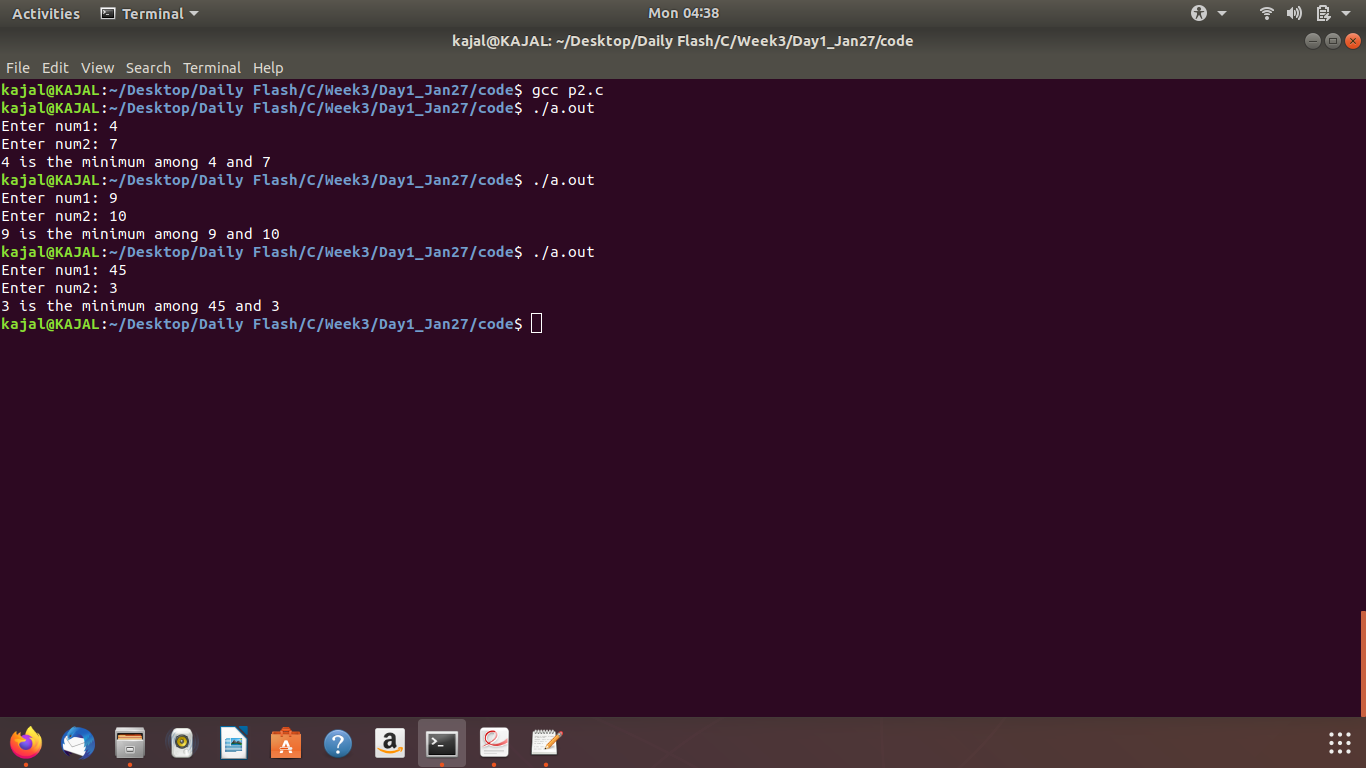 Activities Terminal Mon 04:38
kajal@KAJAL: ~/Desktop/Daily Flash/C/Week3/Day1_Jan27/code
File Edit View Search Terminal Help
kajal@KAJAL:~/Desktop/Daily Flash/C/Week3/Day1_Jan27/code$ gcc p2.c
kajal@KAJAL:~/Desktop/Daily Flash/C/Week3/Day1_Jan27/code$ ./a.out
Enter num1: 4
Enter num2: 7
4 is the minimum among 4 and 7
kajal@KAJAL:~/Desktop/Daily Flash/C/Week3/Day1_Jan27/code$ ./a.out
Enter num1: 9
Enter num2: 10
9 is the minimum among 9 and 10
kajal@KAJAL:~/Desktop/Daily Flash/C/Week3/Day1_Jan27/code$ ./a.out
Enter num1: 45
Enter num2: 3
3 is the minimum among 45 and 3
kajal@KAJAL:~/Desktop/Daily Flash/C/Week3/Day1_Jan27/code$